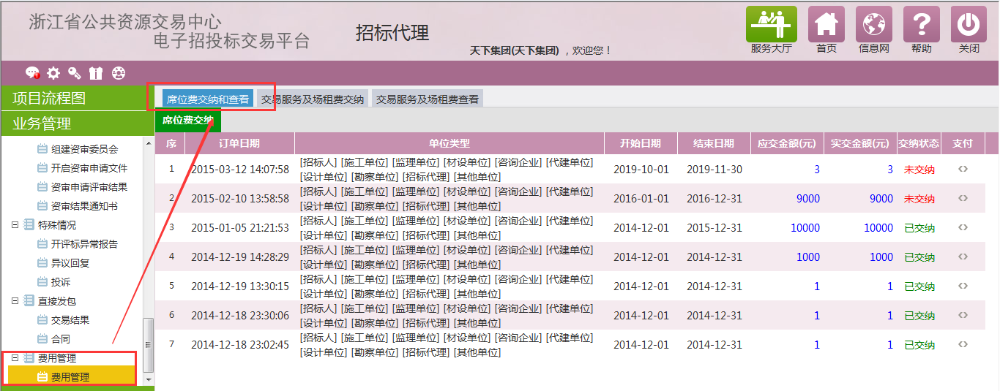 浙江省公共资源交易中心
电子招投标交易平台
招标代理
天下集团(天下集团) ，欢迎您！
服务大厅 首页 信息网 帮助 关闭
项目流程图
业务管理
组建资审委员会
开启资审申请文件
资审申请评审结果
资审结果通知书
特殊情况
开评标异常报告
异议回复
投诉
直接发包
交易结果
合同
费用管理
费用管理
席位费交纳和查看 交易服务及场租费交纳 交易服务及场租费查看
席位费交纳
序 订单日期 单位类型 开始日期 结束日期 应交金额(元) 实交金额(元) 交纳状态 支付
1 2015-03-12 14:07:58 [招标人] [施工单位] [监理单位] [材设单位] [咨询企业] [代建单位] 2019-10-01 2019-11-30 3 3 未交纳
[设计单位] [勘察单位] [招标代理] [其他单位]
2 2015-02-10 13:58:58 [招标人] [施工单位] [监理单位] [材设单位] [咨询企业] [代建单位] 2016-01-01 2016-12-31 9000 9000 未交纳
[设计单位] [勘察单位] [招标代理] [其他单位]
3 2015-01-05 21:21:53 [招标人] [施工单位] [监理单位] [材设单位] [咨询企业] [代建单位] 2014-12-01 2015-12-31 10000 10000 已交纳
[设计单位] [勘察单位] [招标代理] [其他单位]
4 2014-12-19 14:28:29 [招标人] [施工单位] [监理单位] [材设单位] [咨询企业] [代建单位] 2014-12-01 2014-12-31 1000 1000 已交纳
[设计单位] [勘察单位] [招标代理] [其他单位]
5 2014-12-19 13:30:15 [招标人] [施工单位] [监理单位] [材设单位] [咨询企业] [代建单位] 2014-12-01 2014-12-31 1 1 已交纳
[设计单位] [勘察单位] [招标代理] [其他单位]
6 2014-12-18 23:30:06 [招标人] [施工单位] [监理单位] [材设单位] [咨询企业] [代建单位] 2014-12-01 2014-12-31 1 1 已交纳
[设计单位] [勘察单位] [招标代理] [其他单位]
7 2014-12-18 23:02:45 [招标人] [施工单位] [监理单位] [材设单位] [咨询企业] [代建单位] 2014-12-01 2014-12-31 1 1 已交纳
[设计单位] [勘察单位] [招标代理] [其他单位]